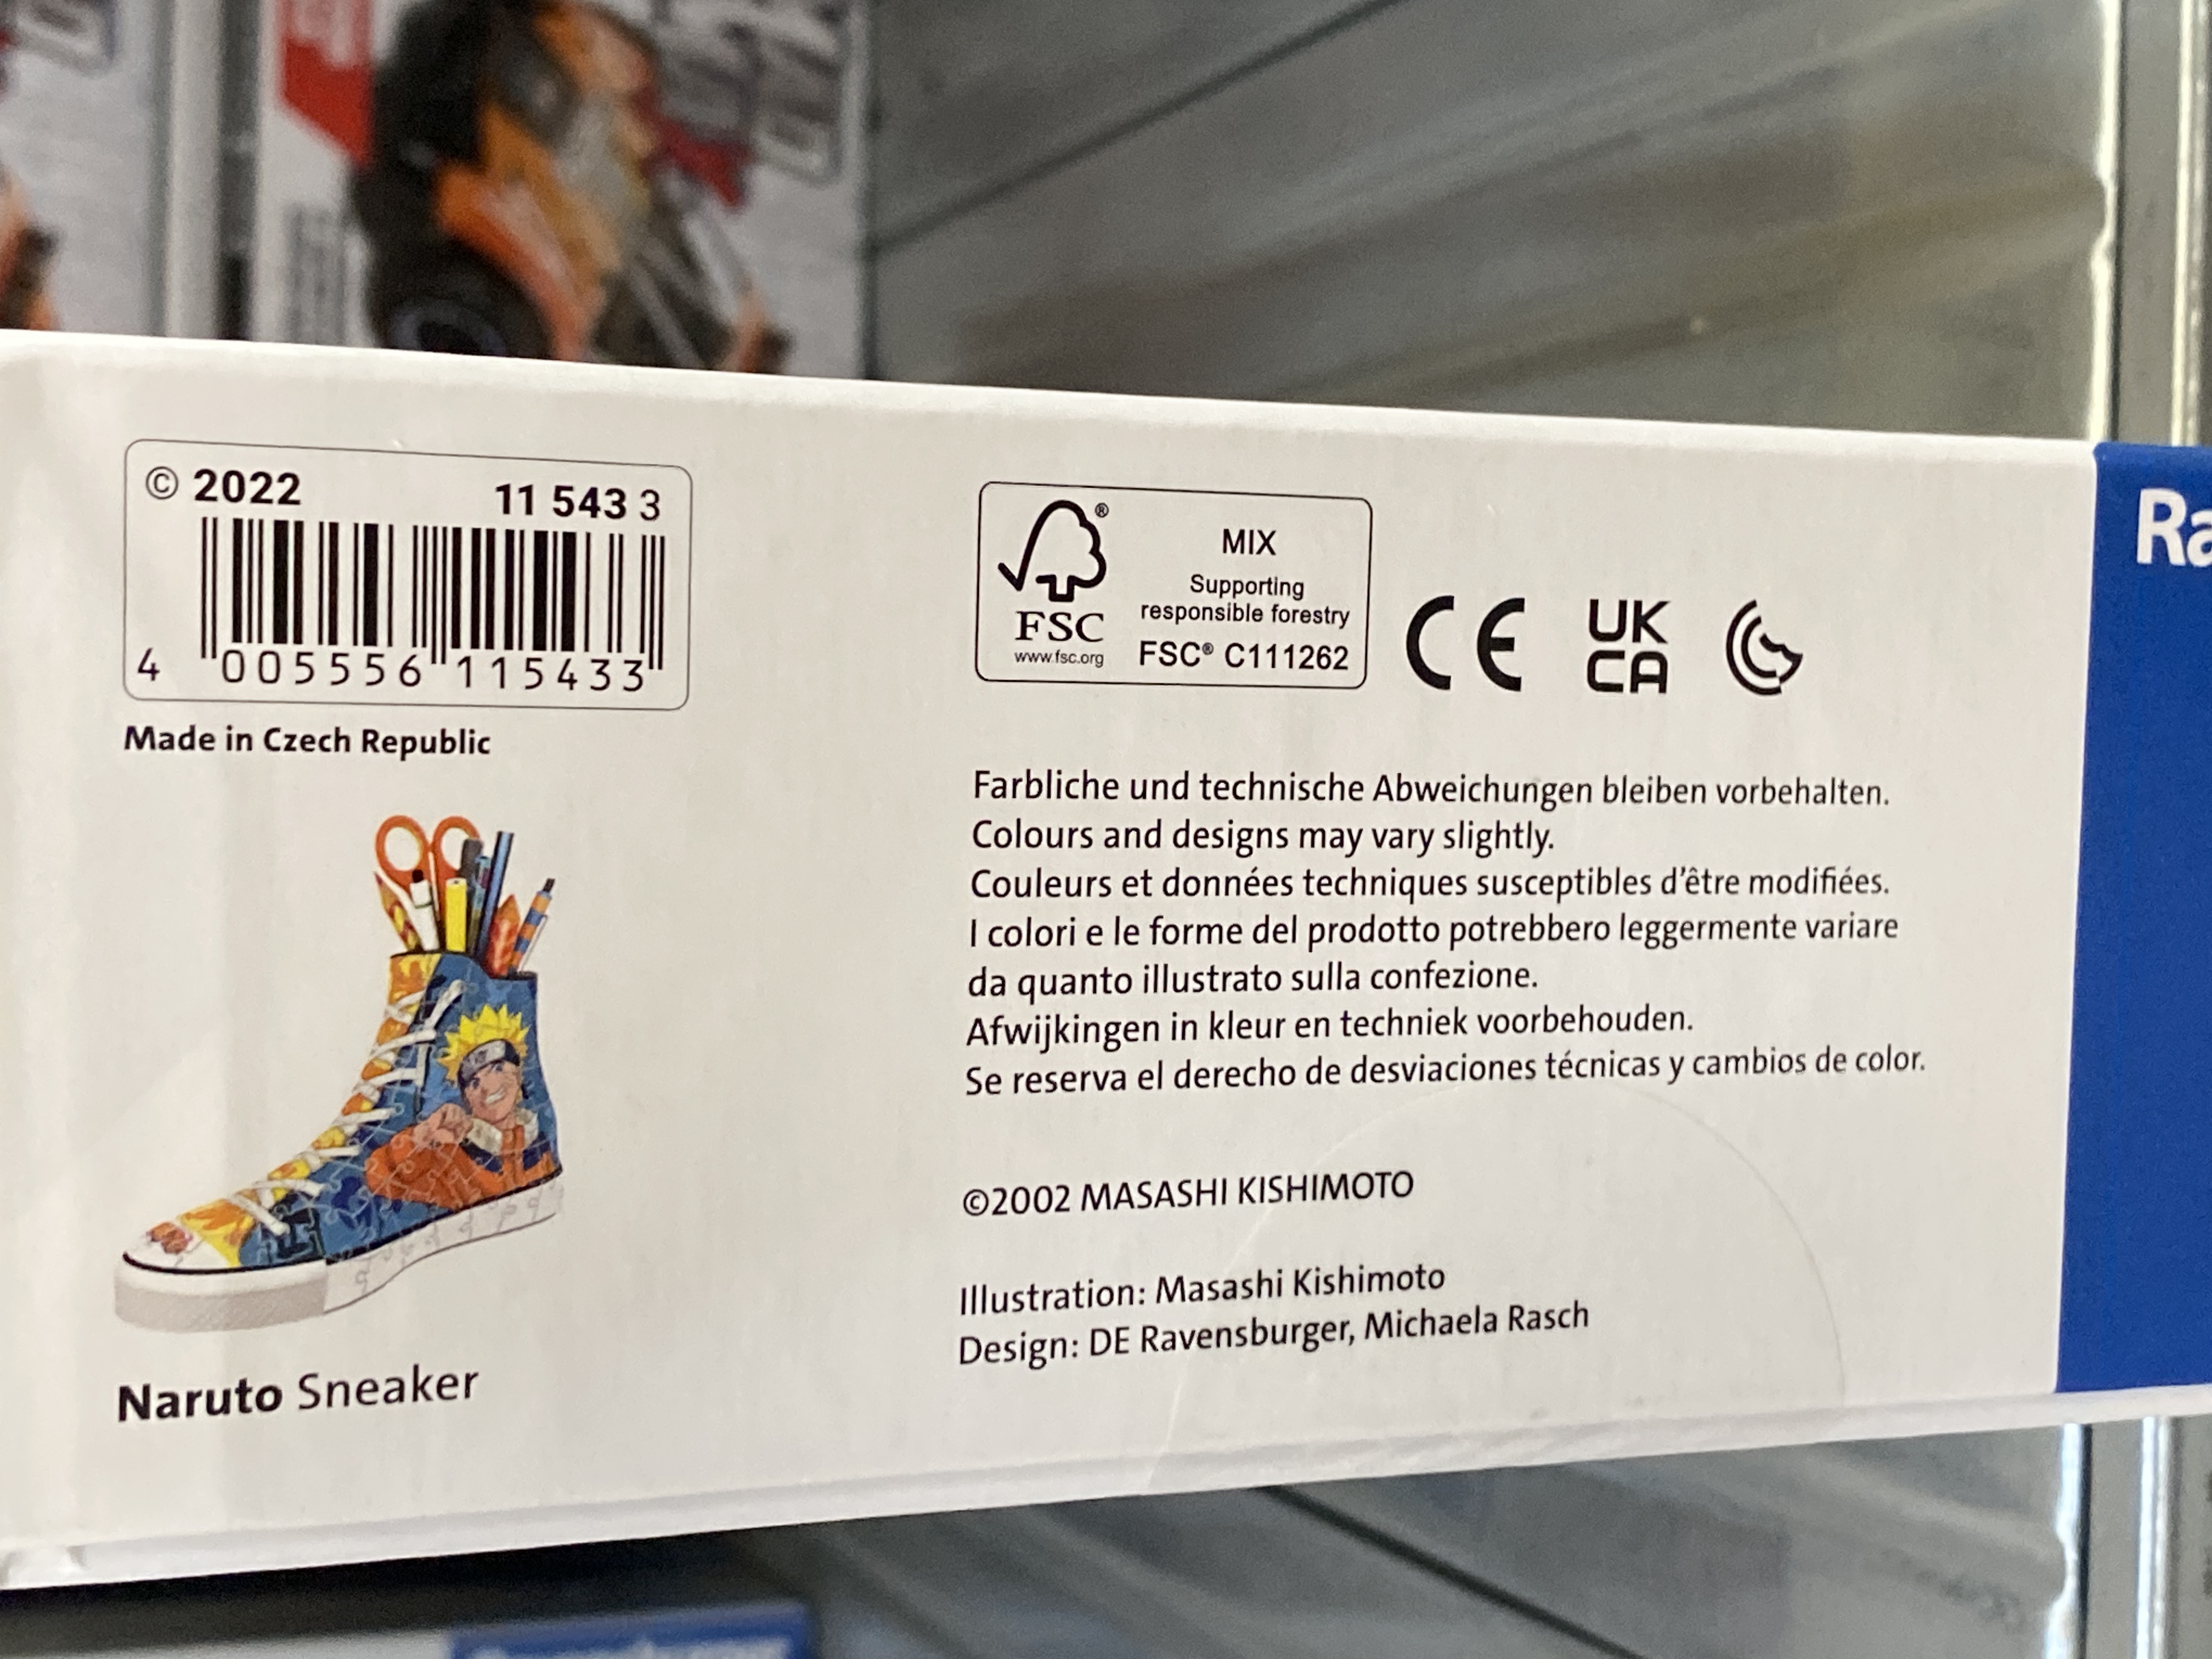 © 2022 11 543 3
4 005556 115433
Made in Czech Republic
Naruto Sneaker
®
FSC
www.fsc.org
MIX
Supporting
responsible forestry
FSC® C111262
CE
UK
CA
Farbliche und technische Abweichungen bleiben vorbehalten.
Colours and designs may vary slightly.
Couleurs et données techniques susceptibles d'être modifiées.
I colori e le forme del prodotto potrebbero leggermente variare
da quanto illustrato sulla confezione.
Afwijkingen in kleur en techniek voorbehouden.
Se reserva el derecho de desviaciones técnicas y cambios de color.
©2002 MASASHI KISHIMOTO
Illustration: Masashi Kishimoto
Design: DE Ravensburger, Michaela Rasch
Ra